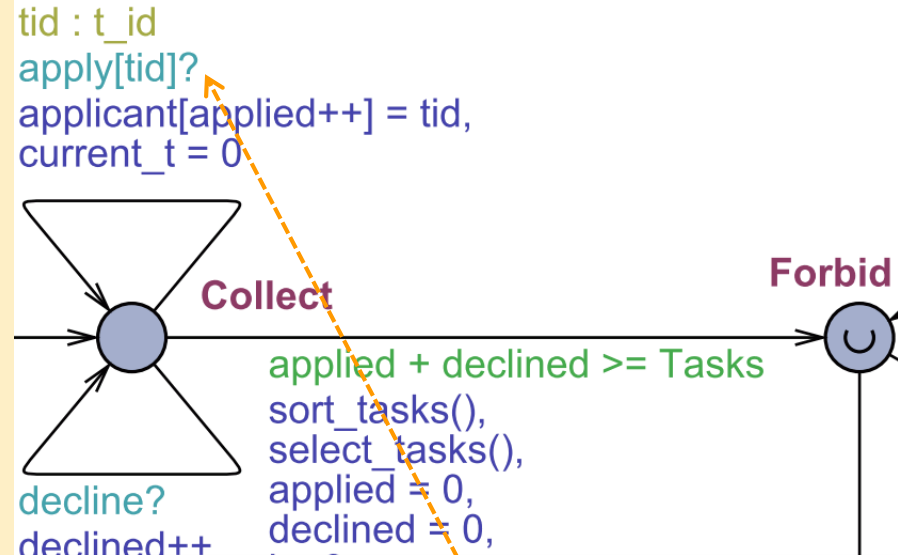 tid : t_id
apply[tid]?
applicant[applied++] = tid,
current_t = 0
Collect
Forbid
applied + declined >= Tasks
sort_tasks(),
select_tasks(),
applied = 0,
declined = 0,
decline?
declined++